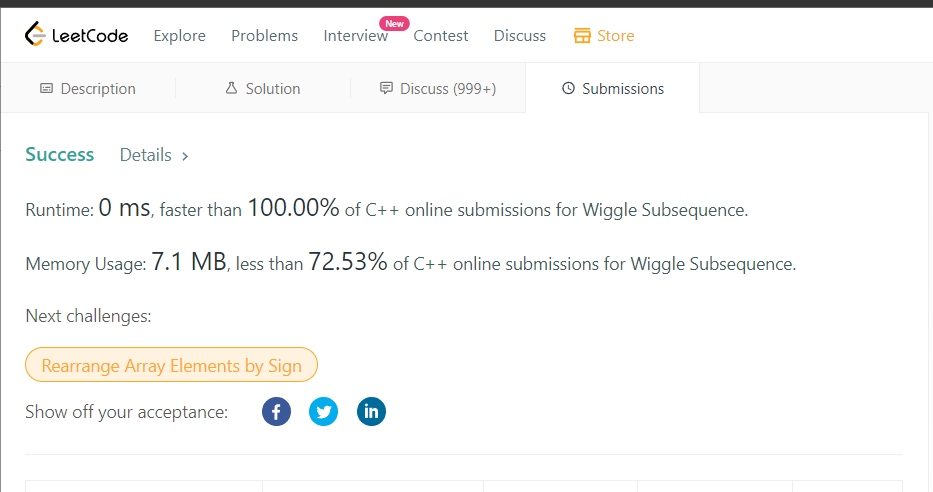 New
LeetCode Explore Problems Interview Contest Discuss Store
Description Solution Discuss (999+) Submissions
Success Details >
Runtime: 0 ms, faster than 100.00% of C++ online submissions for Wiggle Subsequence.
Memory Usage: 7.1 MB, less than 72.53% of C++ online submissions for Wiggle Subsequence.
Next challenges:
Rearrange Array Elements by Sign
Show off your acceptance: f in